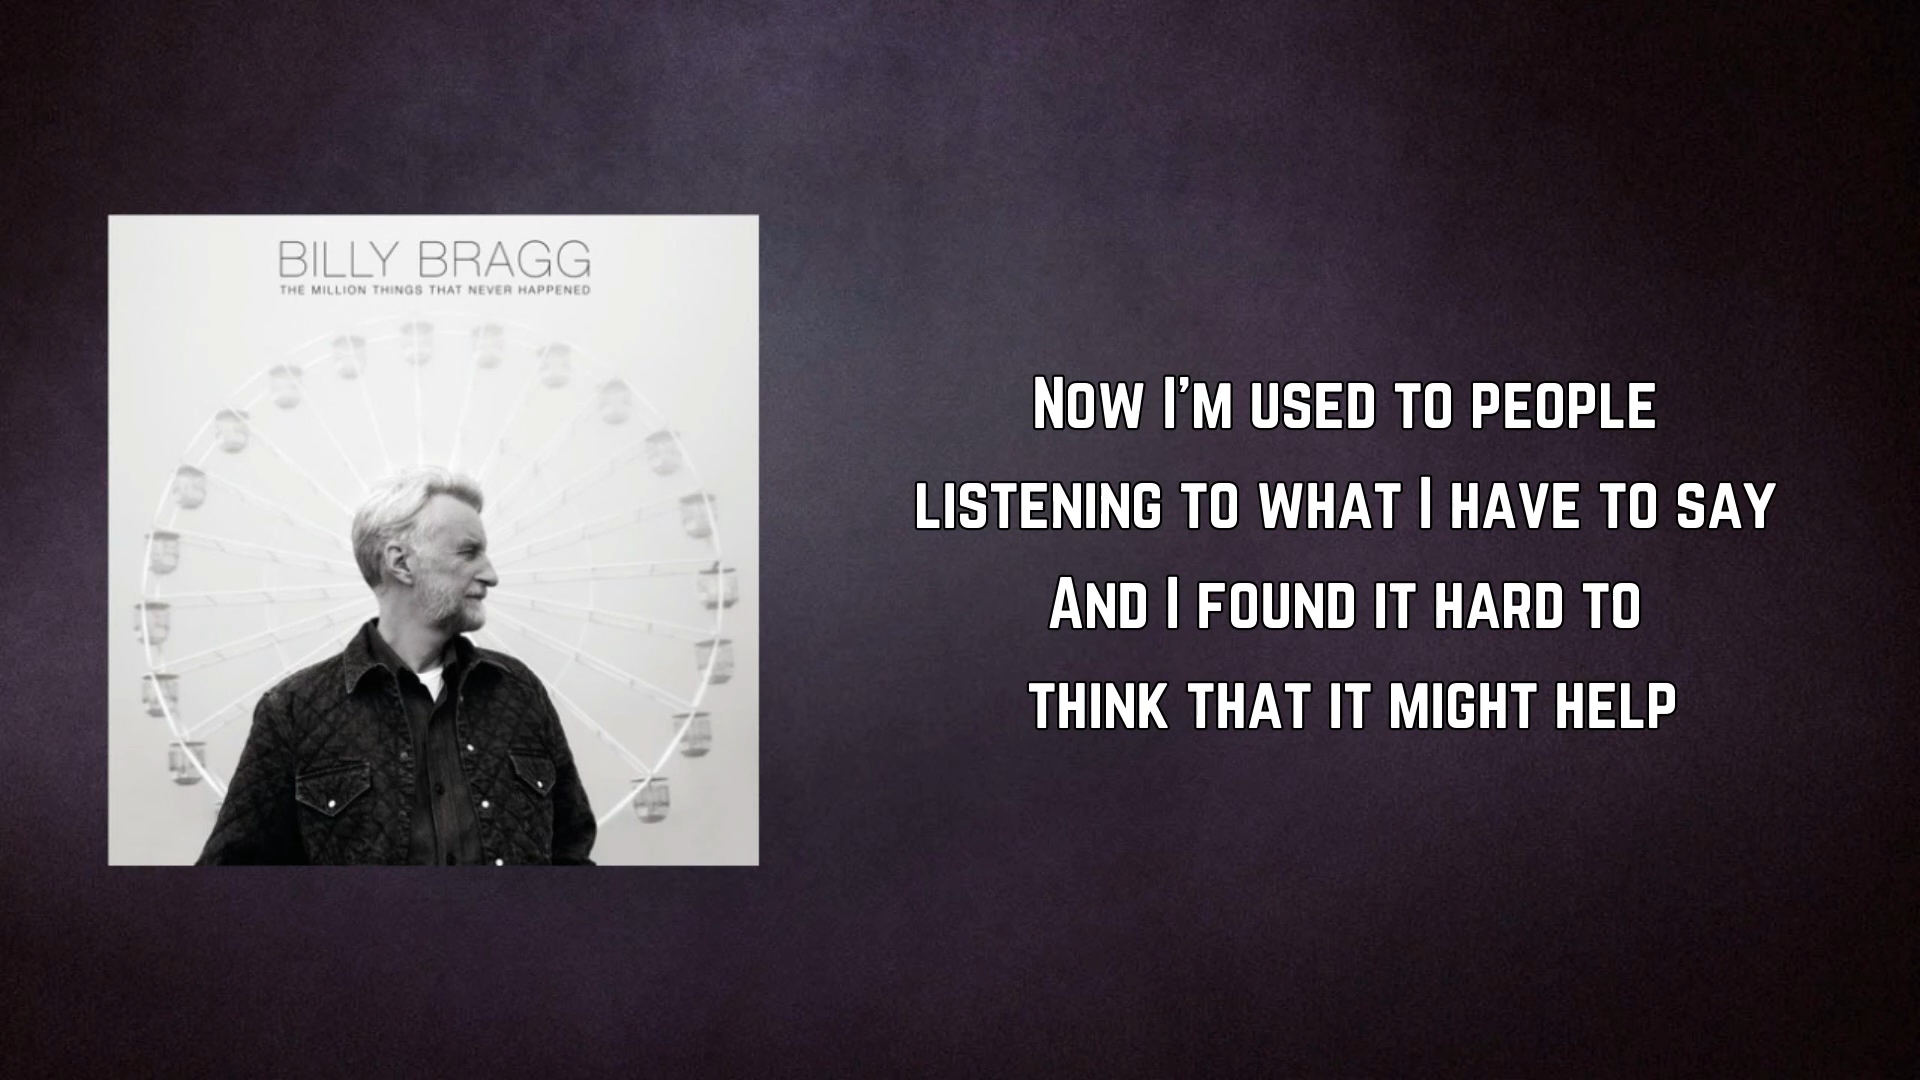 BILLY BRAGG
THE MILLION THINGS THAT NEVER HAPPENED
Now I'm used to people
listening to what I have to say
And I found it hard to
think that it might help